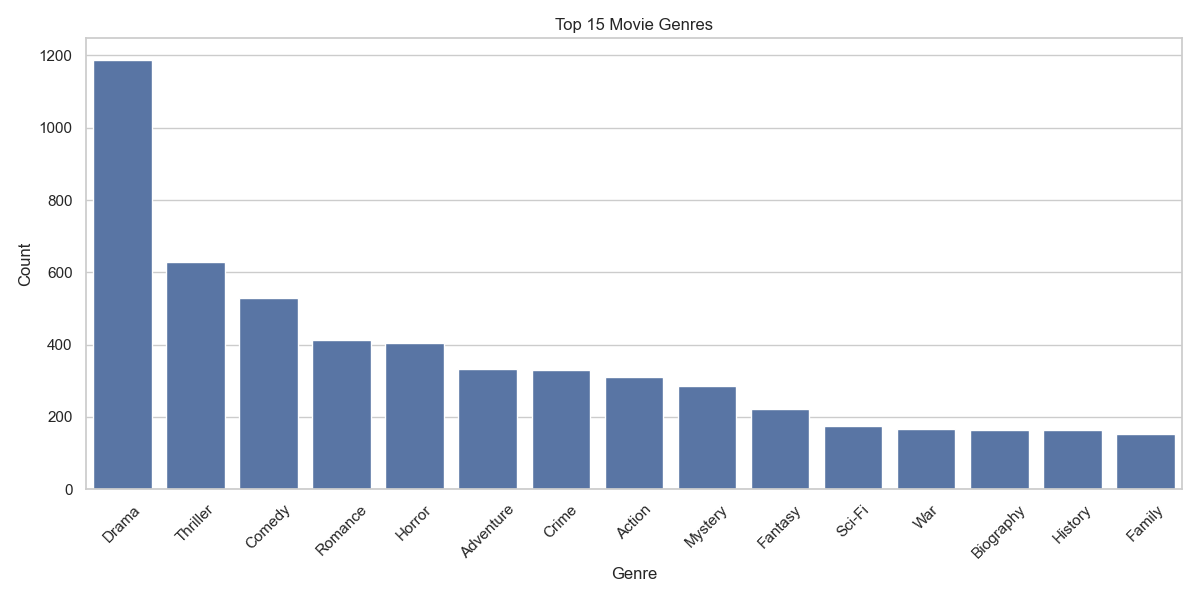 Top 15 Movie Genres
1200
1000
800
600
400
200
0
Count
Drama
Thriller
Comedy
Romance
Horror
Adventure
Crime
Action
Mystery
Fantasy
Sci-Fi
War
Biography
History
Family
Genre